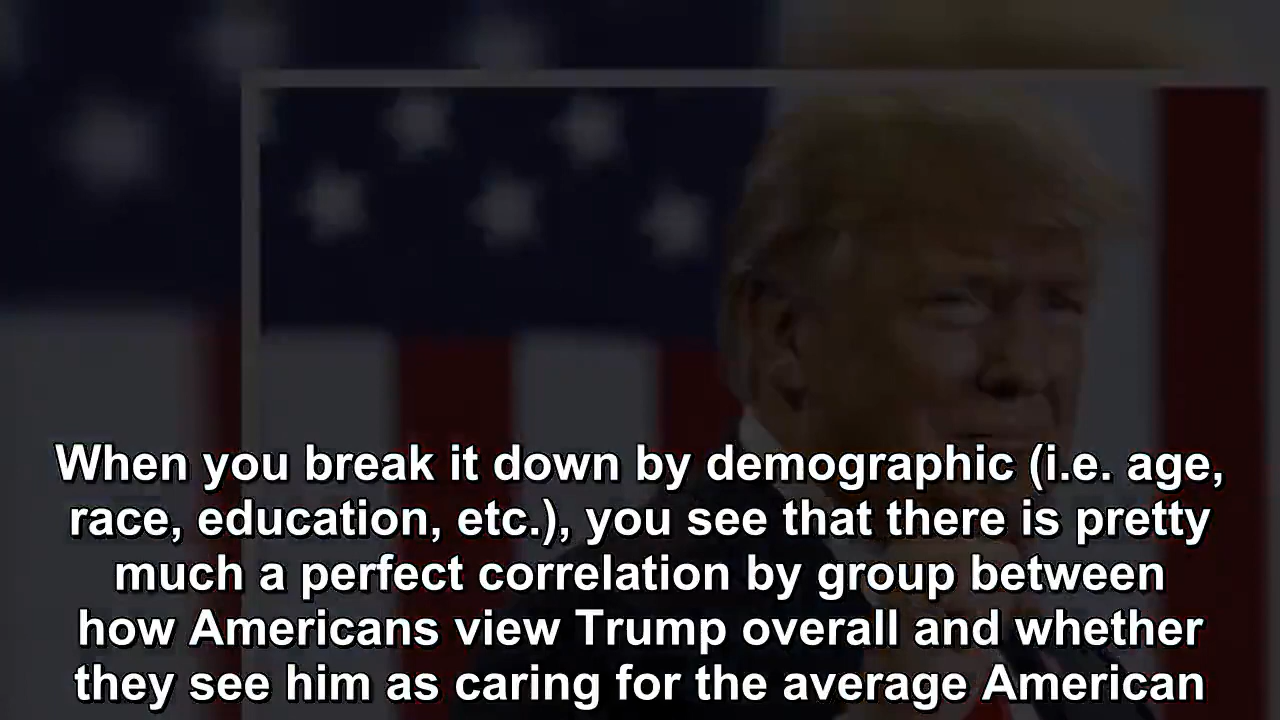 When you break it down by demographic (i.e. age,
race, education, etc.), you see that there is pretty
much a perfect correlation by group between
how Americans view Trump overall and whether
they see him as caring for the average American